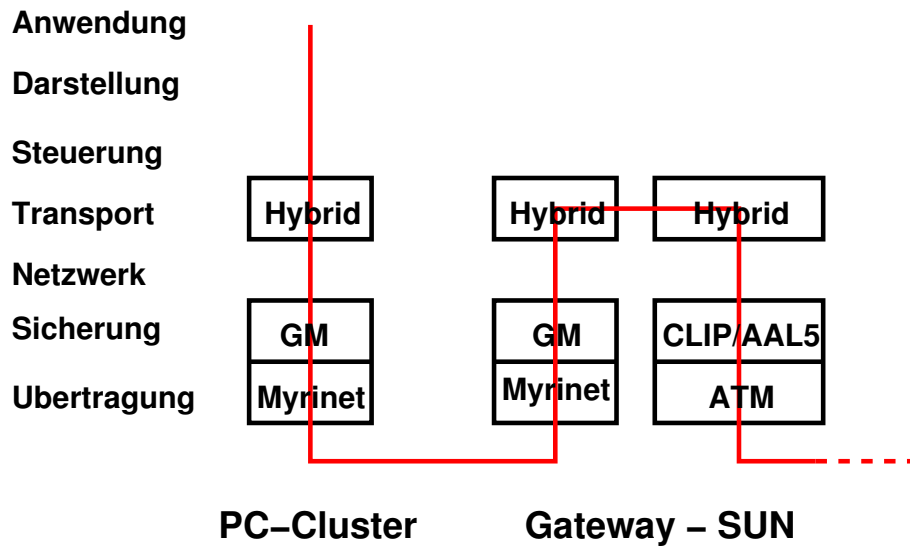 Anwendung
Darstellung
Steuerung
Transport Hybrid Hybrid Hybrid
Netzwerk
Sicherung GM GM CLIP/AAL5
Ubertragung Myrinet Myrinet ATM
PC–Cluster Gateway – SUN